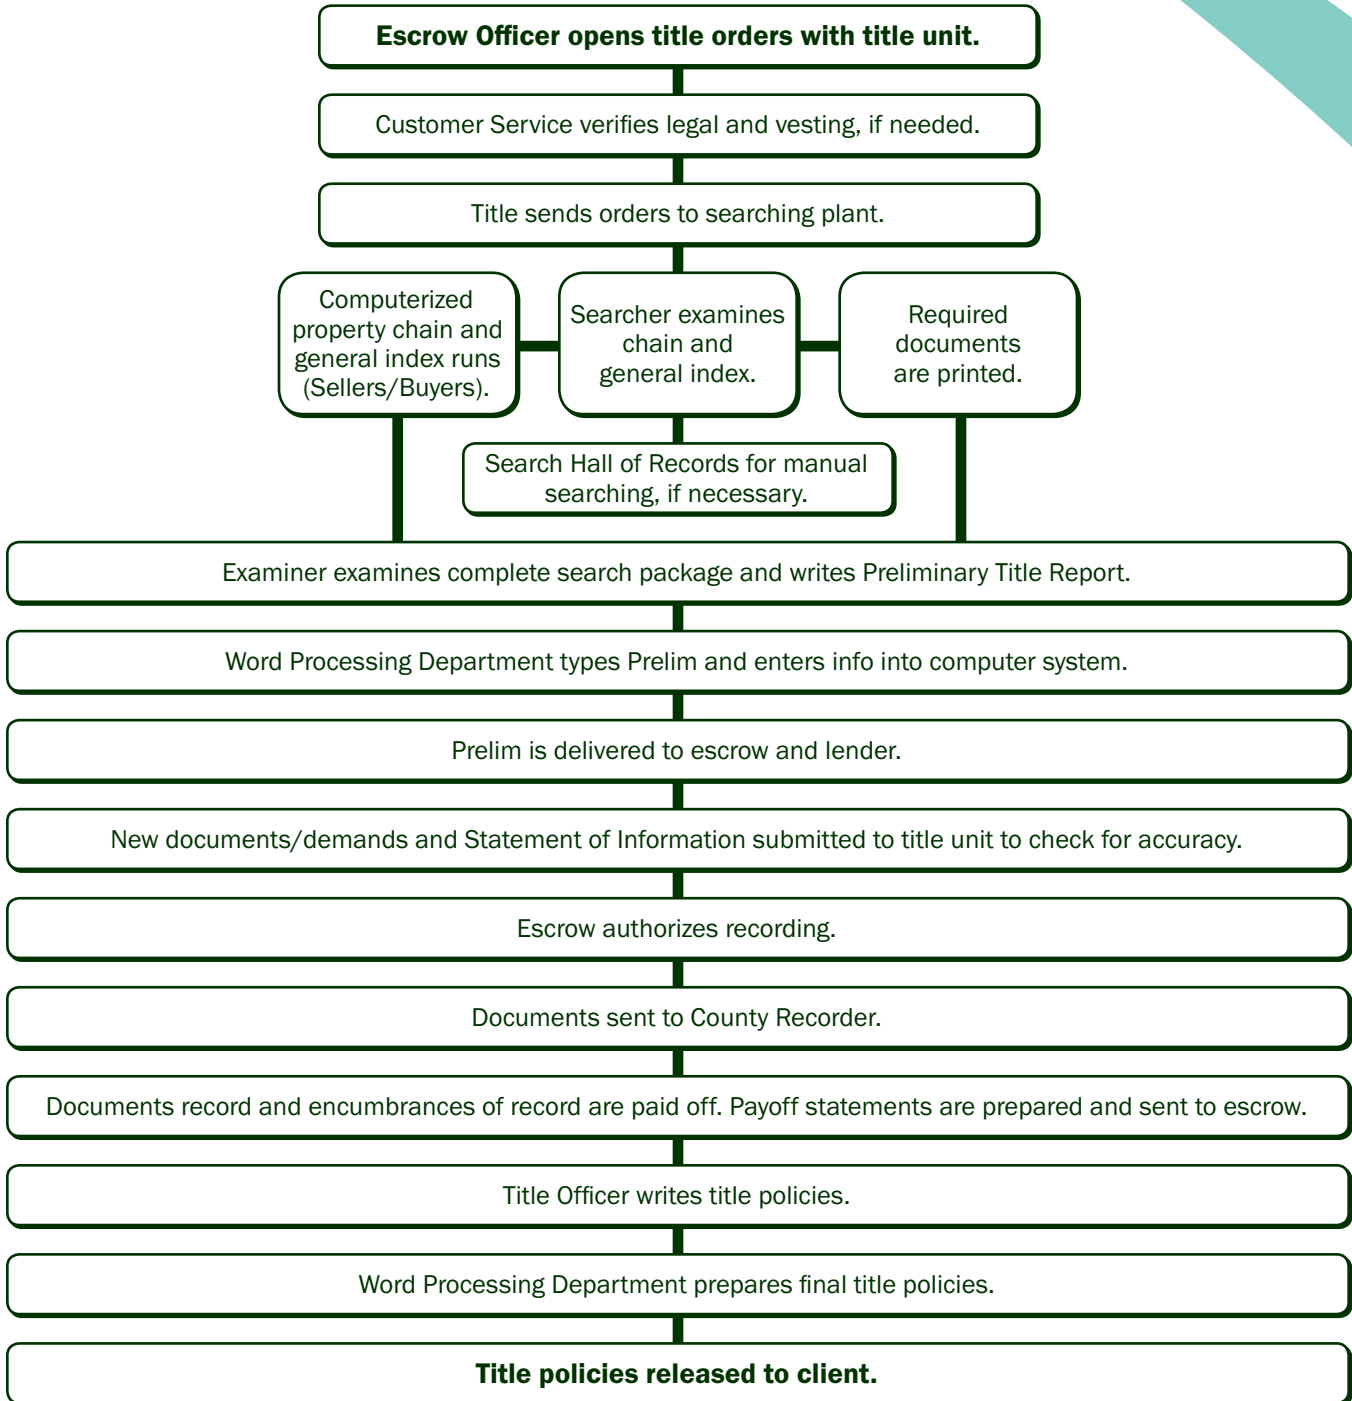 Escrow Officer opens title orders with title unit.
Customer Service verifies legal and vesting, if needed.
Title sends orders to searching plant.
Computerized
property chain and
general index runs
(Sellers/Buyers).
Searcher examines
chain and
general index.
Required
documents
are printed.
Search Hall of Records for manual
searching, if necessary.
Examiner examines complete search package and writes Preliminary Title Report.
Word Processing Department types Prelim and enters info into computer system.
Prelim is delivered to escrow and lender.
New documents/demands and Statement of Information submitted to title unit to check for accuracy.
Escrow authorizes recording.
Documents sent to County Recorder.
Documents record and encumbrances of record are paid off. Payoff statements are prepared and sent to escrow.
Title Officer writes title policies.
Word Processing Department prepares final title policies.
Title policies released to client.